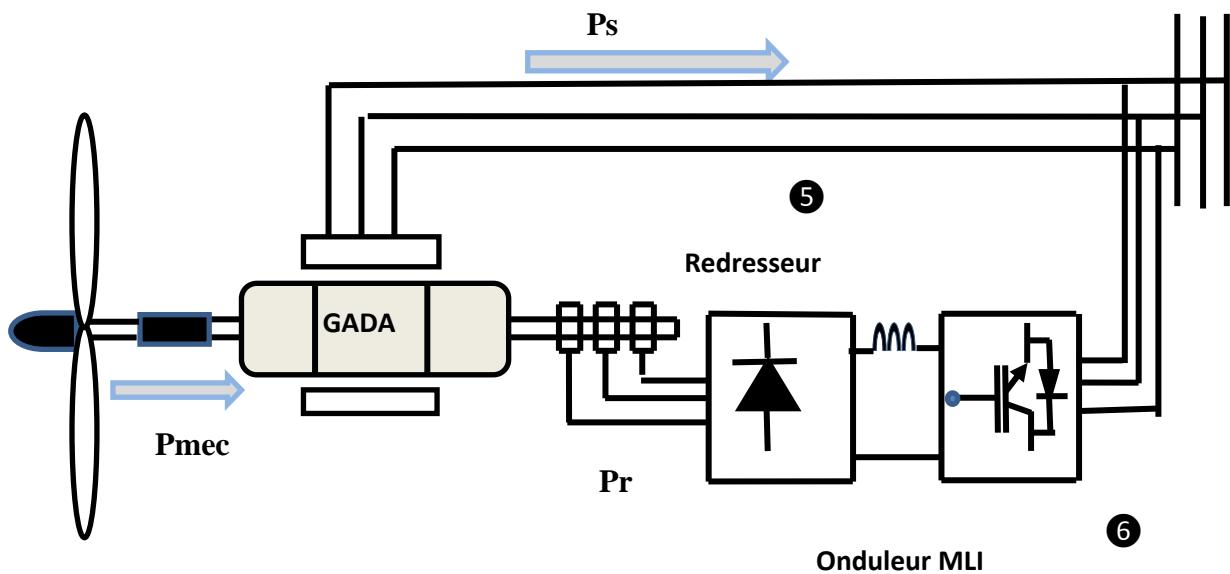 Ps
❺
Redresseur
GADA
Pmec
Pr
❻
Onduleur MLI